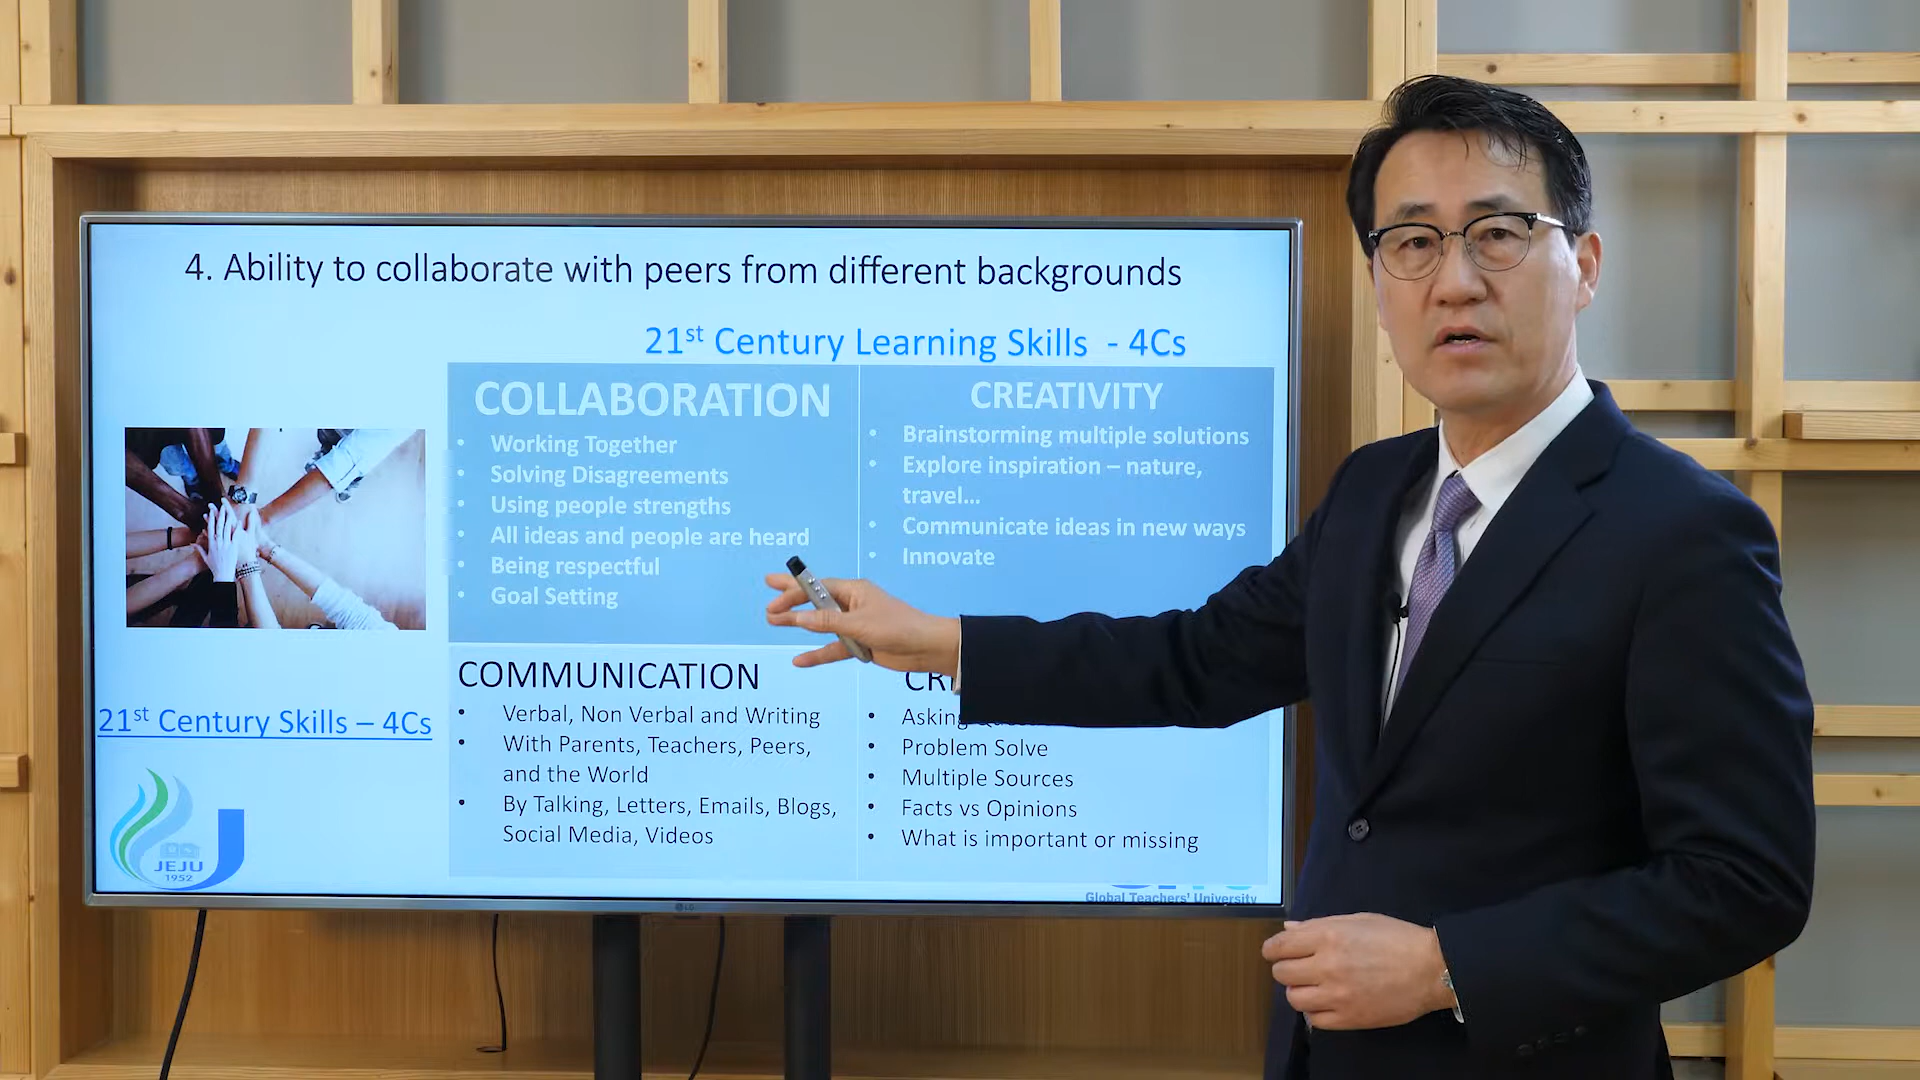 4. Ability to collaborate with peers from different backgrounds
21st Century Learning Skills - 4Cs
COLLABORATION
• Working Together
• Solving Disagreements
• Using people strengths
• All ideas and people are heard
• Being respectful
• Goal Setting
CREATIVITY
• Brainstorming multiple solutions
• Explore inspiration – nature,
travel...
• Communicate ideas in new ways
• Innovate
COMMUNICATION
• Verbal, Non Verbal and Writing
• With Parents, Teachers, Peers,
and the World
• By Talking, Letters, Emails, Blogs,
Social Media, Videos
• Asking
• Problem Solve
• Multiple Sources
• Facts vs Opinions
• What is important or missing
21st Century Skills – 4Cs
JEJU
1952
Global Teachers' University
LG